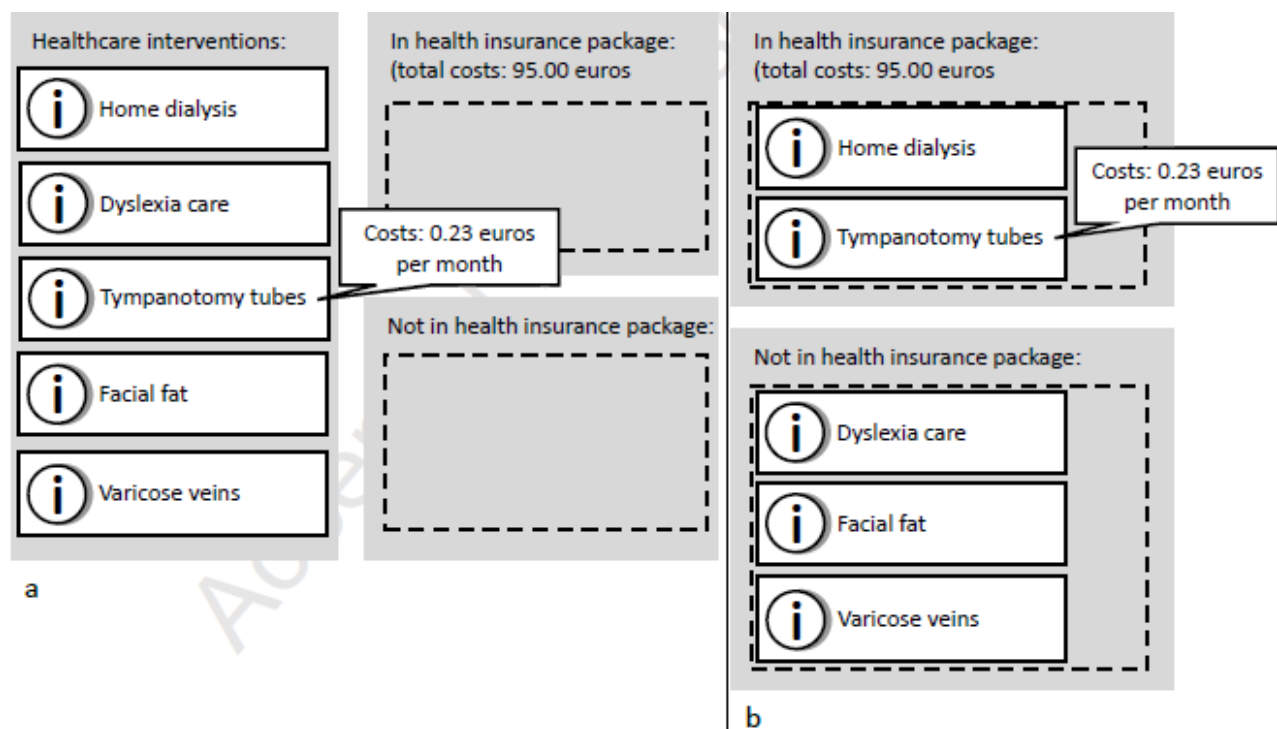 Healthcare interventions:
i Home dialysis
i Dyslexia care
i Tympanotomy tubes
i Facial fat
i Varicose veins
In health insurance package:
(total costs: 95.00 euros
Costs: 0.23 euros
per month
Not in health insurance package:
a
In health insurance package:
(total costs: 95.00 euros
i Home dialysis
i Tympanotomy tubes
Costs: 0.23 euros
per month
Not in health insurance package:
i Dyslexia care
i Facial fat
i Varicose veins
b